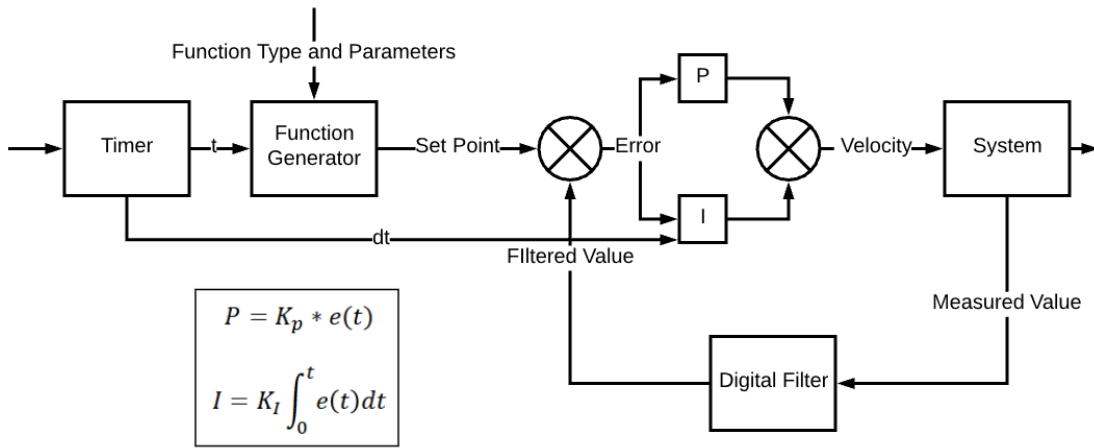 Function Type and Parameters
Timer
t
Function
Generator
Set Point
Error
P
I
Velocity
System
dt
FIltered Value
Measured Value
Digital Filter
P = K_p * e(t)
I = K_I ∫_0^t e(t)dt